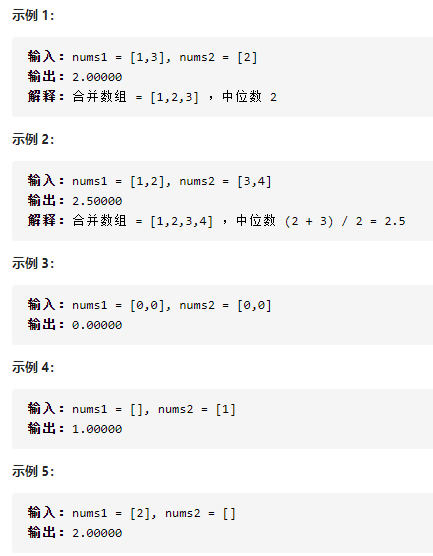 示例 1：
输入：nums1 = [1,3], nums2 = [2]
输出：2.00000
解释：合并数组 = [1,2,3] ，中位数 2
示例 2：
输入：nums1 = [1,2], nums2 = [3,4]
输出：2.50000
解释：合并数组 = [1,2,3,4] ，中位数 (2 + 3) / 2 = 2.5
示例 3：
输入：nums1 = [0,0], nums2 = [0,0]
输出：0.00000
示例 4：
输入：nums1 = [], nums2 = [1]
输出：1.00000
示例 5：
输入：nums1 = [2], nums2 = []
输出：2.00000